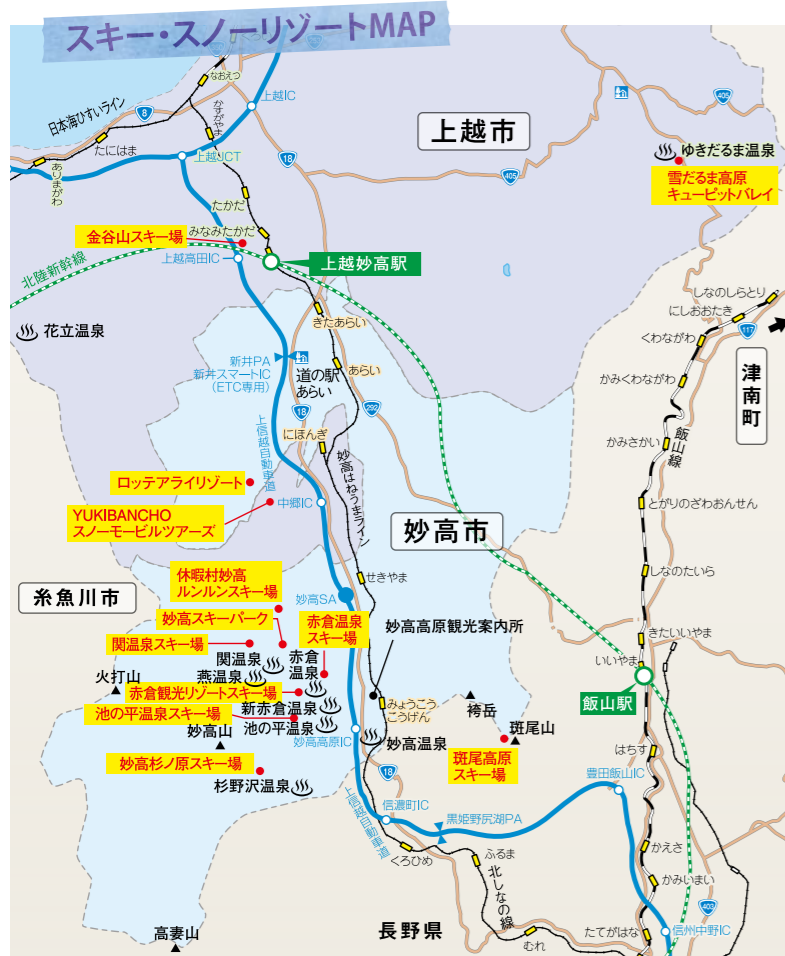 スキー・スノーリゾートMAP
なおえつ
上越IC
8
405
日本海ひすいライン
かすがやま
上越市
たにはま
上越JCT
18
ゆきだるま温泉
ありまがわ
405
雪だるま高原
キューピットバレイ
たかだ
金谷山スキー場
みなみたかだ
上越高田IC
上越妙高駅
北陸新幹線
しなのしらとり
にしおおたき
花立温泉
きたあらい
117
くわながわ
新井PA
新井スマートIC
(ETC専用)
道の駅
あらい
あらい
津南町
かみくわながわ
18
292
上信越自動車道
にほんぎ
飯山線
かみさかい
妙高はねうまライン
ロッテアライリゾート
とがりのざわおんせん
YUKIBANCHO
スノーモービルツアーズ
中郷IC
妙高市
休暇村妙高
ルンルンスキー場
せきやま
しなのたいら
糸魚川市
妙高SA
妙高スキーパーク
赤倉温泉
スキー場
妙高高原観光案内所
関温泉スキー場
きたいいやま
関温泉
赤倉
温泉
いいやま
火打山
燕温泉
赤倉観光リゾートスキー場
みょうこう
こうげん
袴岳
飯山駅
新赤倉温泉
池の平温泉スキー場
斑尾山
妙高山
池の平温泉
妙高高原IC
妙高温泉
はちす
妙高杉ノ原スキー場
斑尾高原
スキー場
杉野沢温泉
18
豊田飯山IC
上信越自動車道
信濃町IC
黒姫野尻湖PA
くろひめ
ふるま
かえさ
北しなの線
かみいまい
403
高妻山
長野県
むれ
たてがはな
信州中野IC